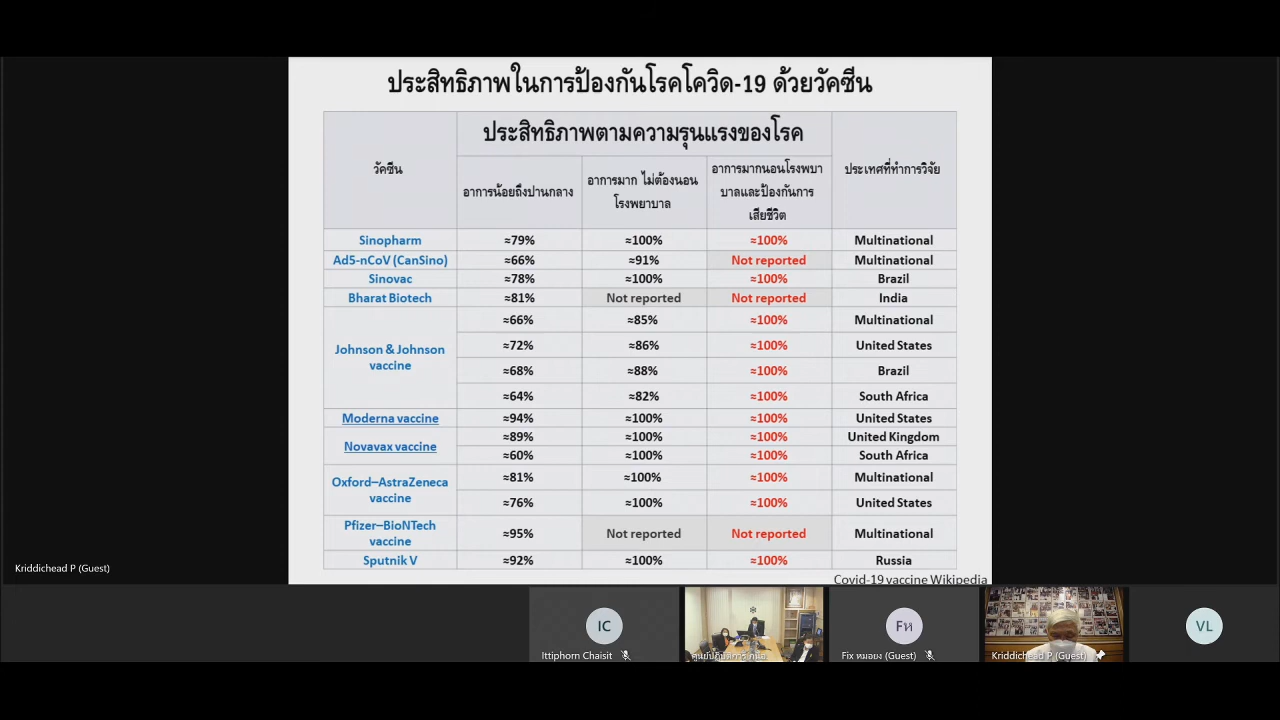 ประสิทธิภาพในการป้องกันโรคโควิด-19 ด้วยวัคซีน
วัคซีน
ประสิทธิภาพตามความรุนแรงของโรค
ประเทศที่ทำการวิจัย
อาการน้อยถึงปานกลาง
อาการมาก ไม่ต้องนอน
โรงพยาบาล
อาการมากนอนโรงพบา
บาลและป้องกันการ
เสียชีวิต
Sinopharm ≈79% ≈100% ≈100% Multinational
Ad5-nCoV (CanSino) ≈66% ≈91% Not reported Multinational
Sinovac ≈78% ≈100% ≈100% Brazil
Bharat Biotech ≈81% Not reported Not reported India
Johnson & Johnson
vaccine
≈66% ≈85% ≈100% Multinational
≈72% ≈86% ≈100% United States
≈68% ≈88% ≈100% Brazil
≈64% ≈82% ≈100% South Africa
Moderna vaccine ≈94% ≈100% ≈100% United States
Novavax vaccine
≈89% ≈100% ≈100% United Kingdom
≈60% ≈100% ≈100% South Africa
Oxford–AstraZeneca
vaccine
≈81% ≈100% ≈100% Multinational
≈76% ≈100% ≈100% United States
Pfizer–BioNTech
vaccine
≈95% Not reported Not reported Multinational
Sputnik V ≈92% ≈100% ≈100% Russia
Covid-19 vaccine Wikipedia
Kriddichead P (Guest)
IC
Ittiphorn Chaisit
ศูนย์ปฏิบัติการ
Fห
Fix หมอยง (Guest)
Kriddichead P (Guest)
VL